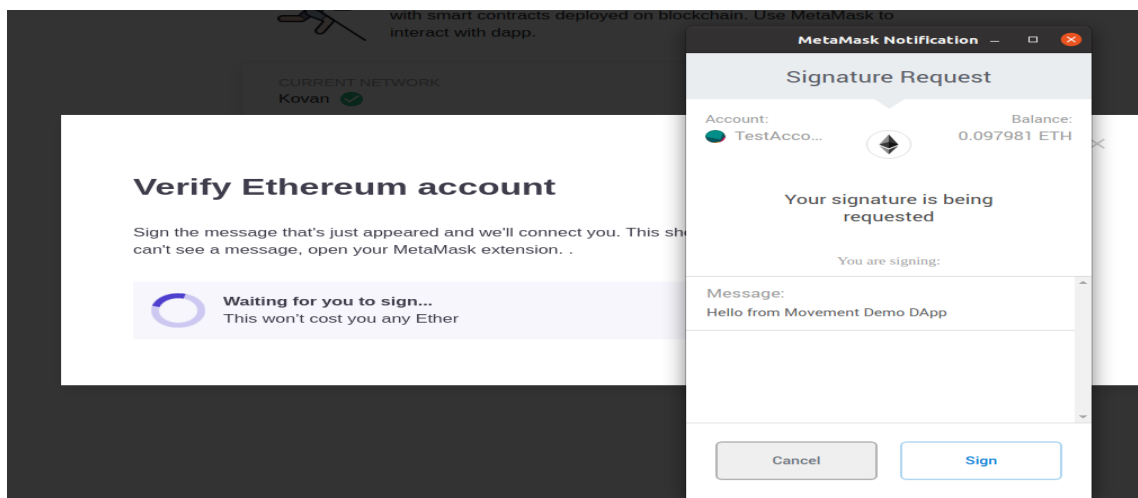 with smart contracts deployed on blockchain. Use MetaMask to
interact with dapp.
CURRENT NETWORK
Kovan
Verify Ethereum account
Sign the message that's just appeared and we'll connect you. This
can't see a message, open your MetaMask extension. .
Waiting for you to sign...
This won't cost you any Ether
MetaMask Notification
Signature Request
Account:
Balance:
TestAcco...
0.097981 ETH
Your signature is being
requested
You are signing:
Message:
Hello from Movement Demo DApp
Cancel
Sign